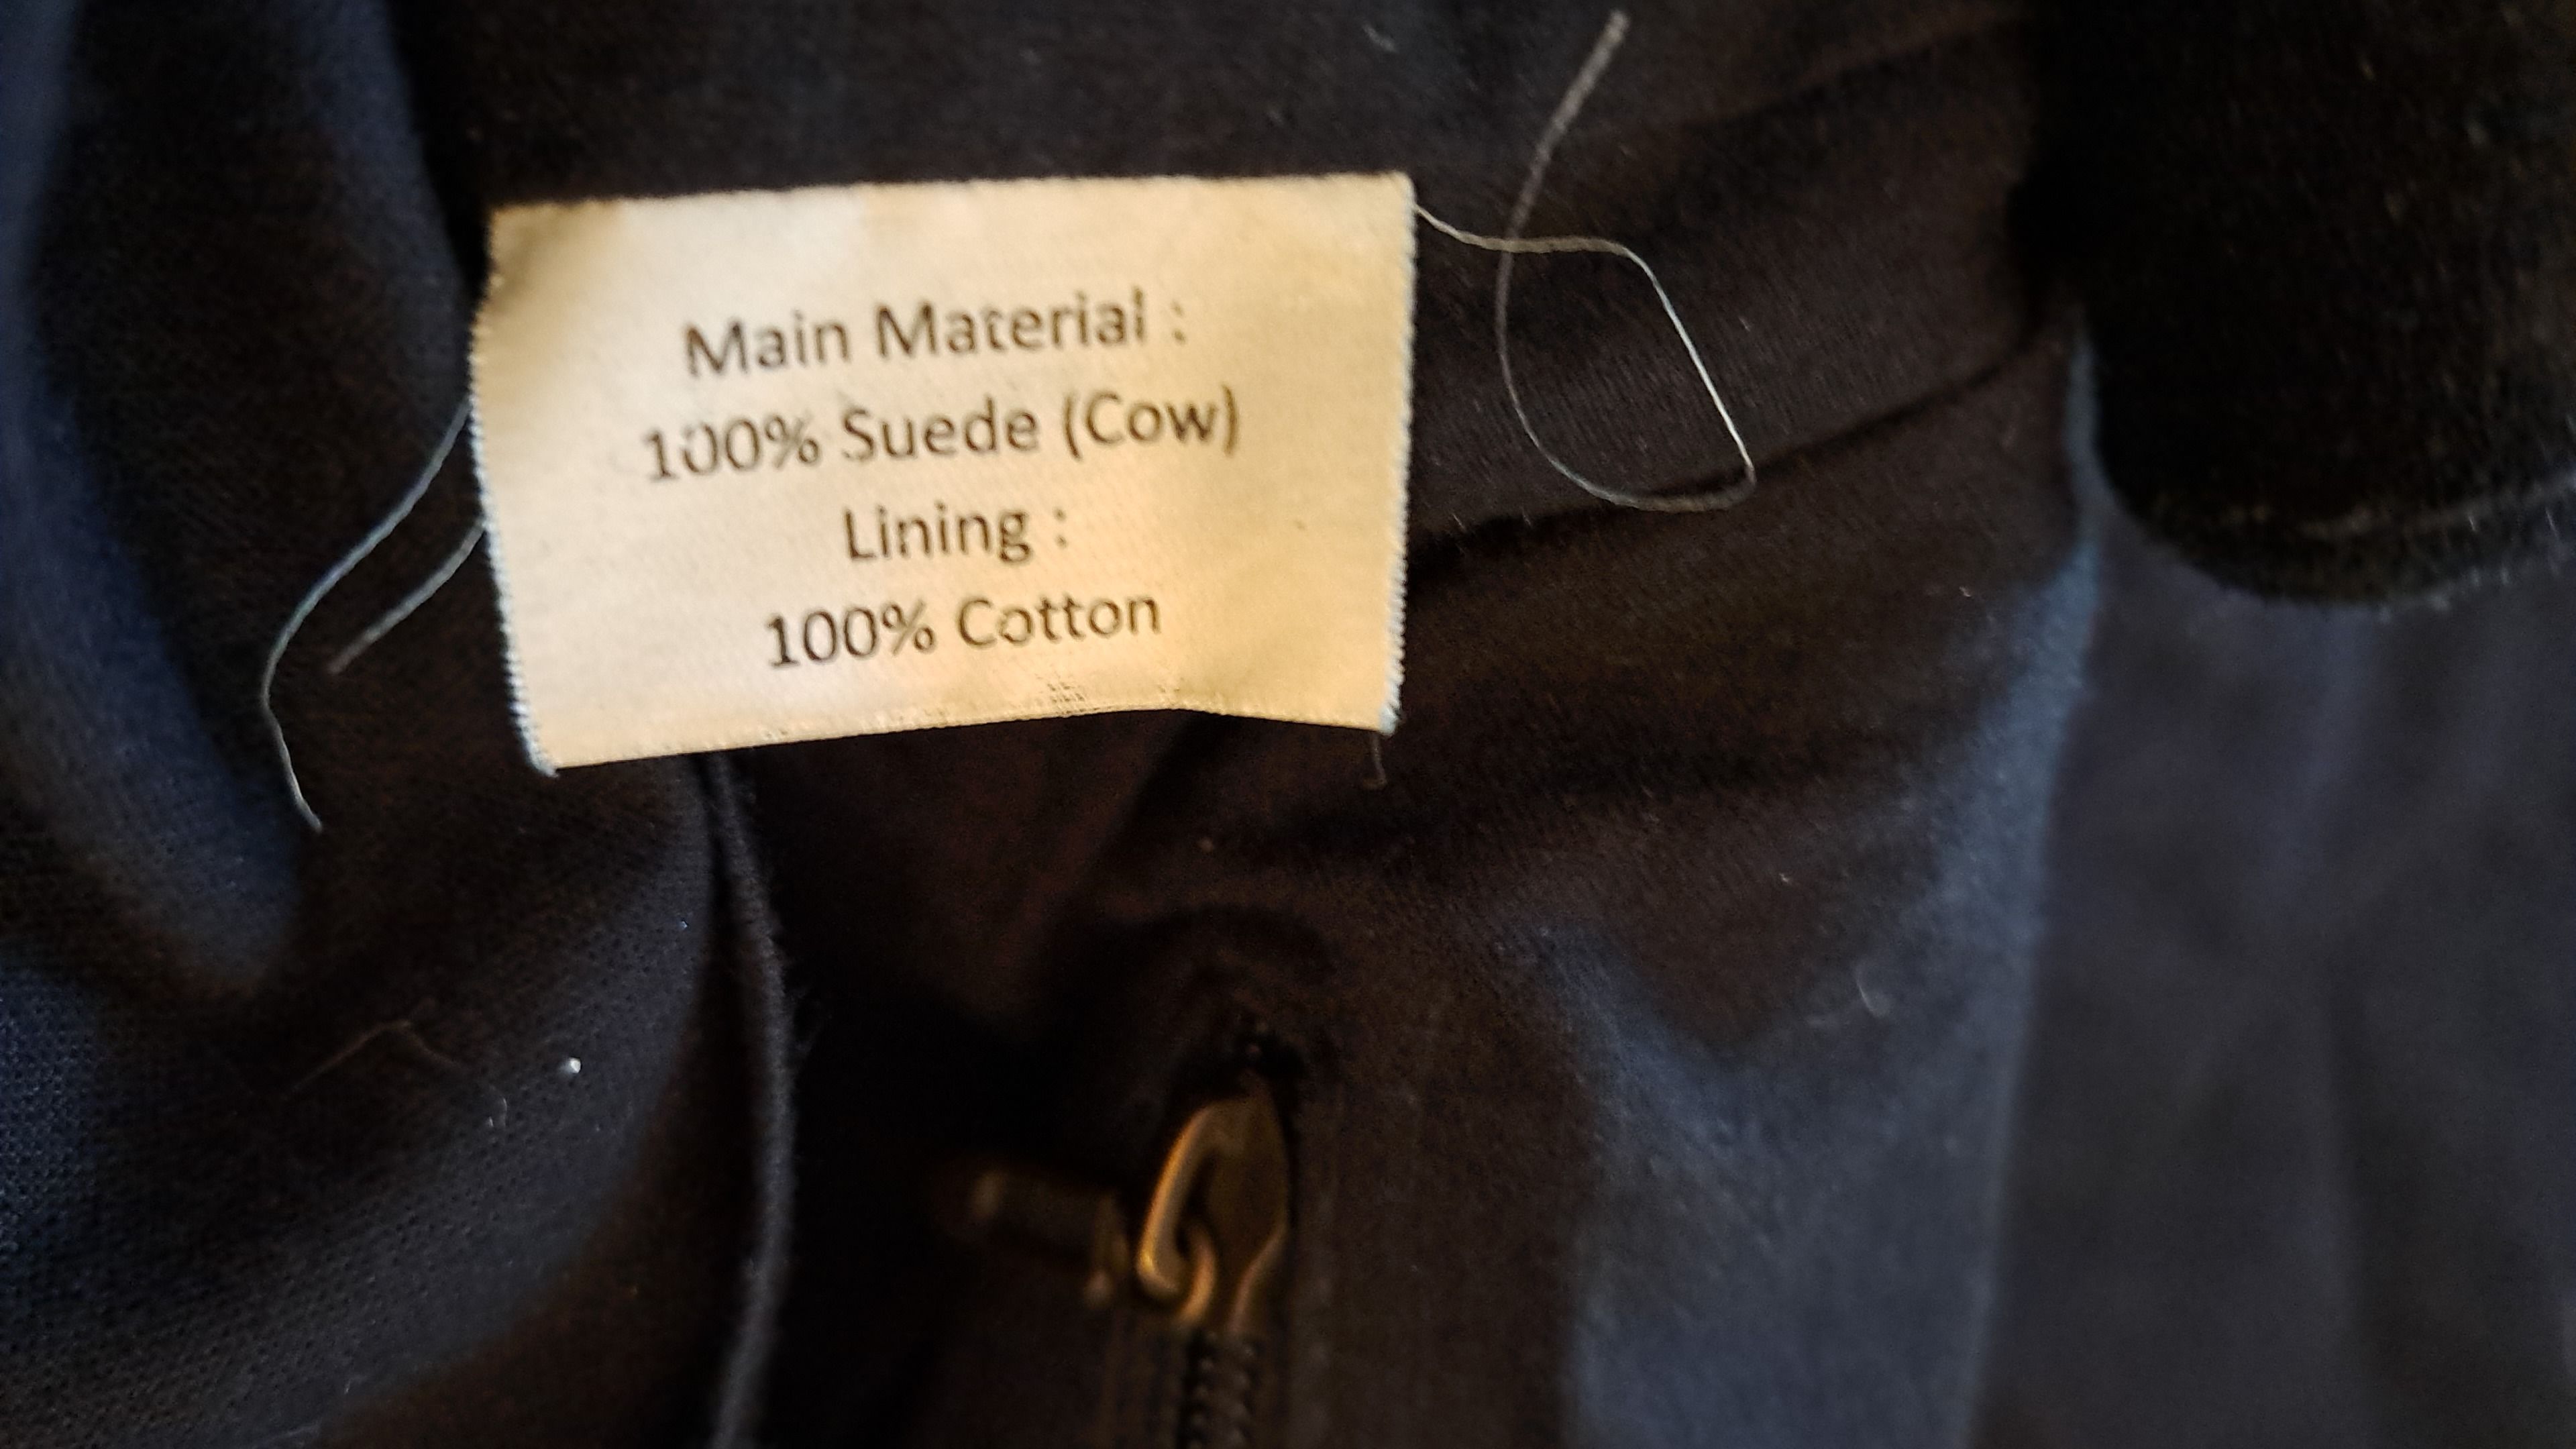 Main Material :
100% Suede (Cow)
Lining :
100% Cotton